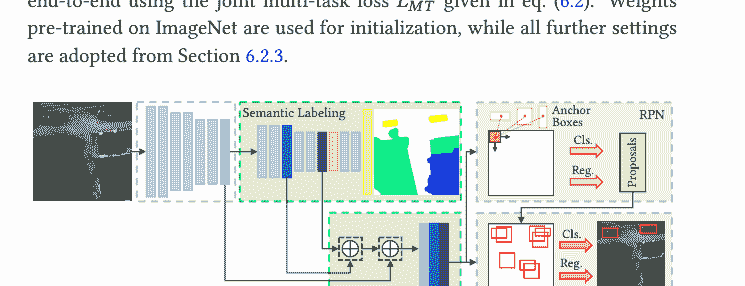 end-to-end using the joint multi-task loss L_MT given in eq. (6.2). Weights
pre-trained on ImageNet are used for initialization, while all further settings
are adopted from Section 6.2.3.
Semantic Labeling
Anchor
Boxes
RPN
Cls.
Reg.
Proposals
Cls.
Reg.